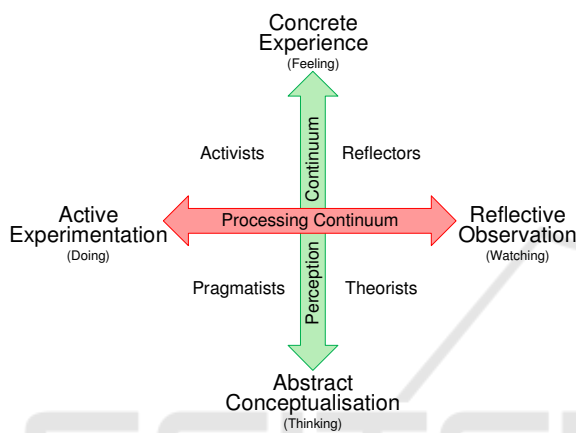 Concrete
Experience
(Feeling)
Activists
Continuum
Reflectors
Active
Experimentation
(Doing)
Processing Continuum
Reflective
Observation
(Watching)
Pragmatists
Perception
Theorists
Abstract
Conceptualisation
(Thinking)